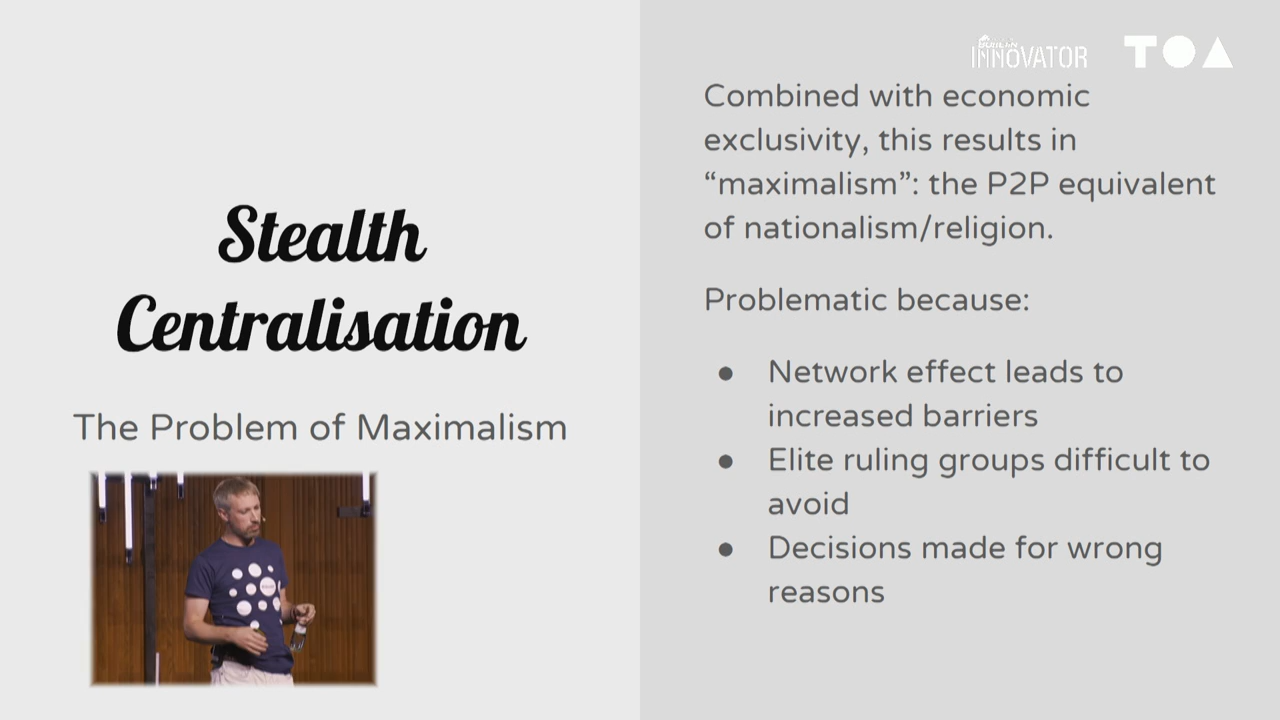 INNOVATOR TOA
Stealth
Centralisation
The Problem of Maximalism
Combined with economic
exclusivity, this results in
“maximalism”: the P2P equivalent
of nationalism/religion.
Problematic because:
● Network effect leads to
increased barriers
● Elite ruling groups difficult to
avoid
● Decisions made for wrong
reasons